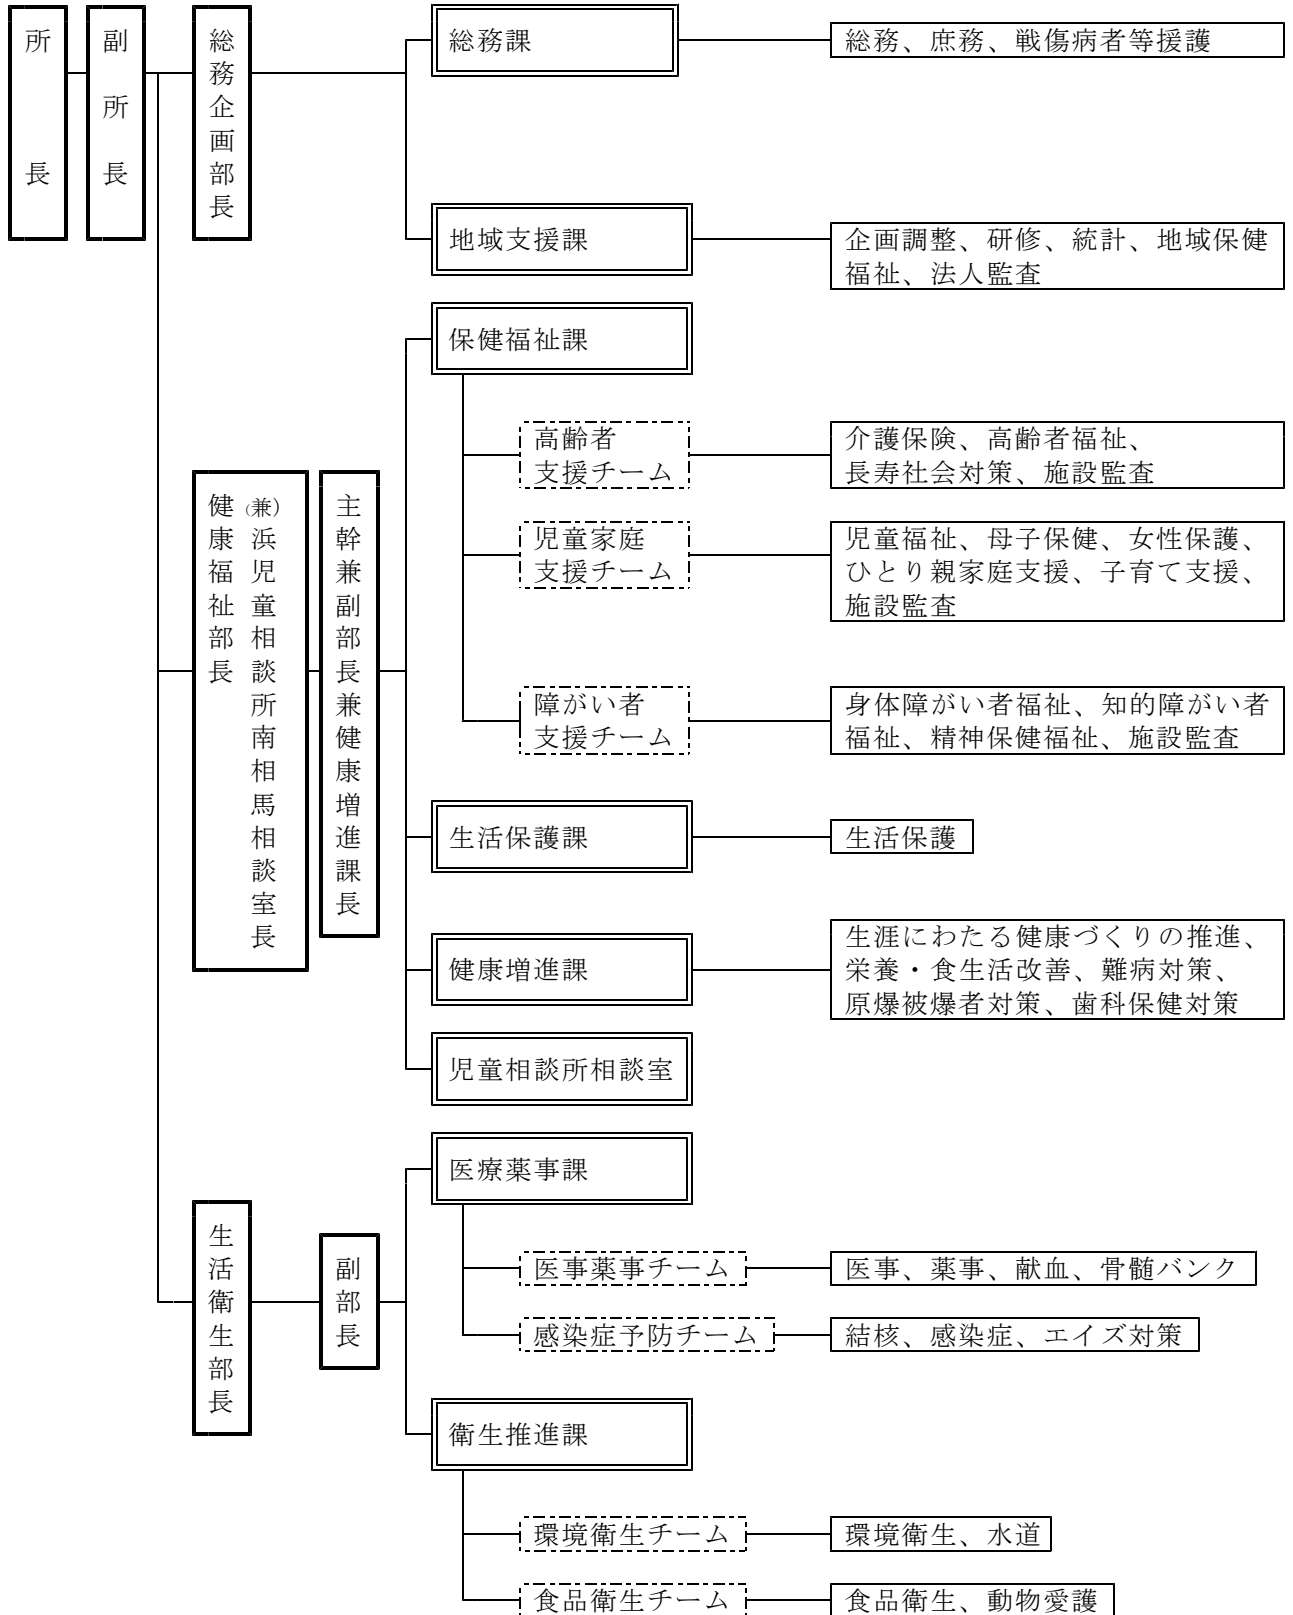 所長
副所長
総務企画部長
総務課
総務、庶務、戦傷病者等援護
地域支援課
企画調整、研修、統計、地域保健
福祉、法人監査
健康福祉部長
(兼)浜児童相談所南相馬相談室長
主幹兼副部長兼健康増進課長
保健福祉課
高齢者
支援チーム
介護保険、高齢者福祉、
長寿社会対策、施設監査
児童家庭
支援チーム
児童福祉、母子保健、女性保護、
ひとり親家庭支援、子育て支援、
施設監査
障がい者
支援チーム
身体障がい者福祉、知的障がい者
福祉、精神保健福祉、施設監査
生活保護課
生活保護
健康増進課
生涯にわたる健康づくりの推進、
栄養・食生活改善、難病対策、
原爆被爆者対策、歯科保健対策
児童相談所相談室
生活衛生部長
副部長
医療薬事課
医事薬事チーム
医事、薬事、献血、骨髄バンク
感染症予防チーム
結核、感染症、エイズ対策
衛生推進課
環境衛生チーム
環境衛生、水道
食品衛生チーム
食品衛生、動物愛護